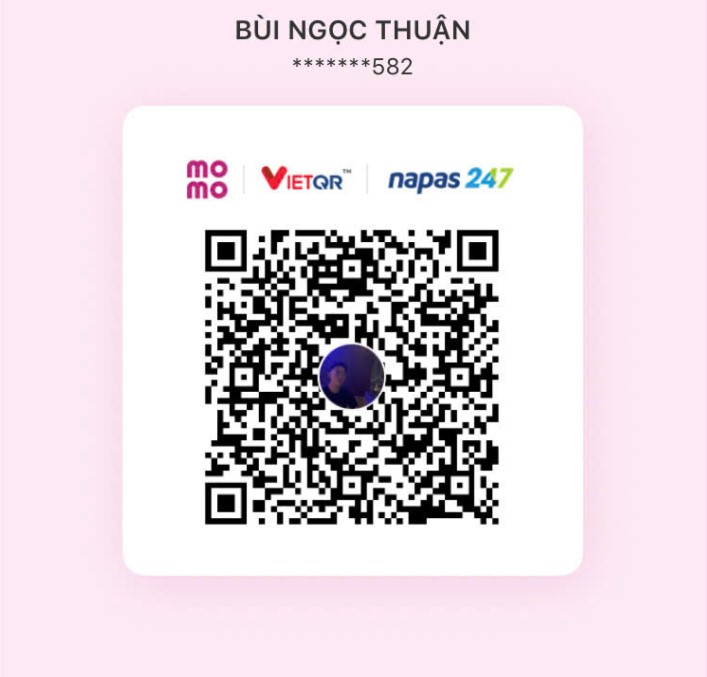 BÙI NGỌC THUẬN
*******582
mo mo VIETQR™ napas 247